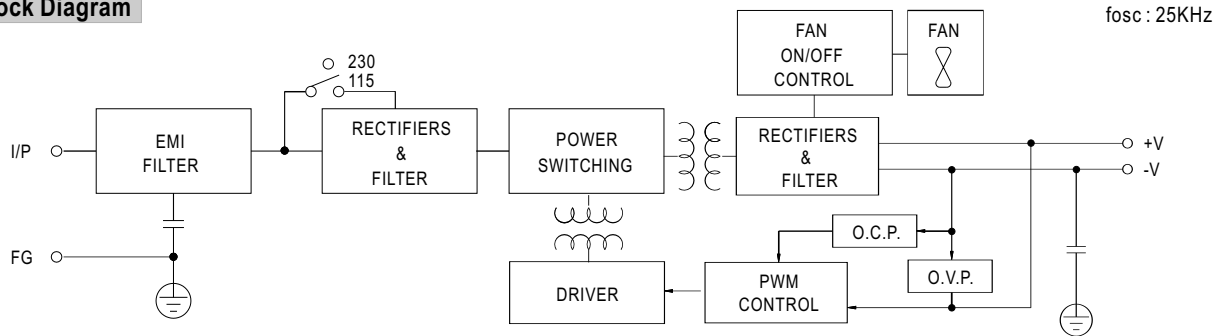 ock Diagram
fosc : 25KHz
FAN
ON/OFF
CONTROL
FAN
230
115
I/P
EMI
FILTER
RECTIFIERS
&
FILTER
POWER
SWITCHING
RECTIFIERS
&
FILTER
+V
-V
FG
DRIVER
PWM
CONTROL
O.C.P.
O.V.P.